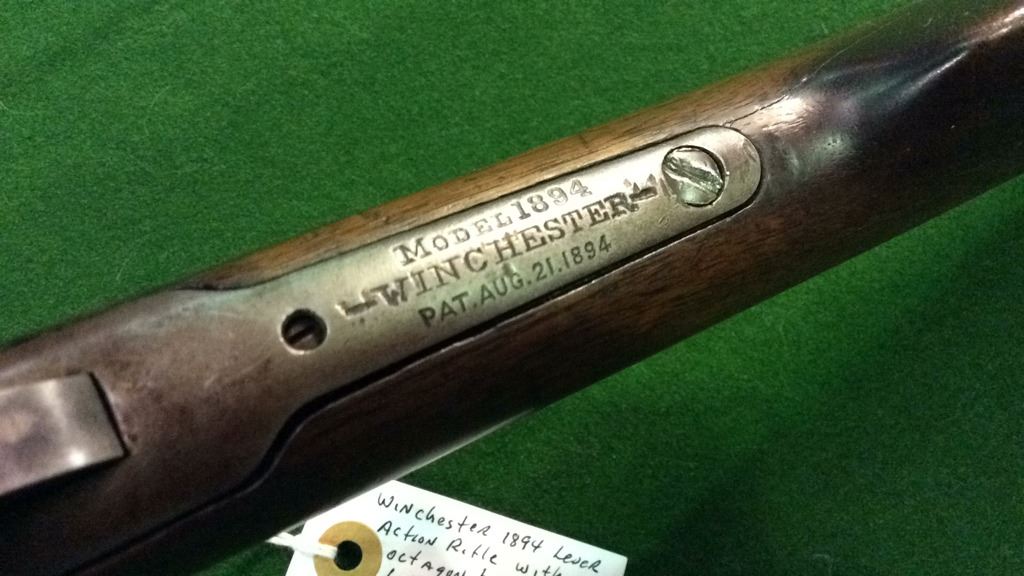 MODEL 1894
-WINCHESTER-
PAT. AUG. 21. 1894
WINCHESTER 1894 LEVER
ACTION RIFLE WITH
OCTAGON